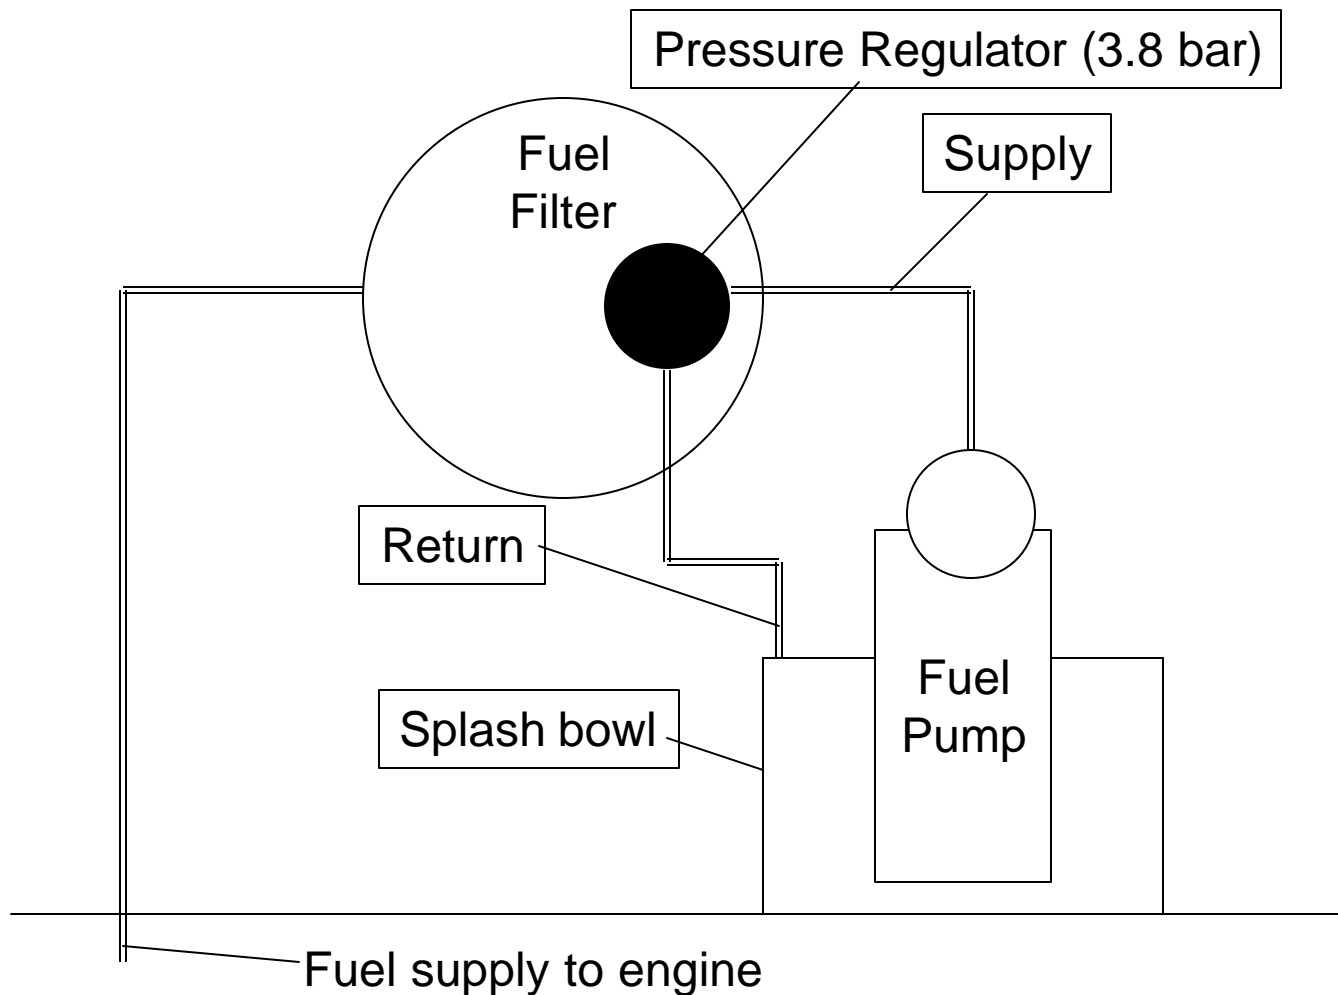 Pressure Regulator (3.8 bar)
Fuel
Filter
Supply
Return
Fuel
Pump
Splash bowl
Fuel supply to engine